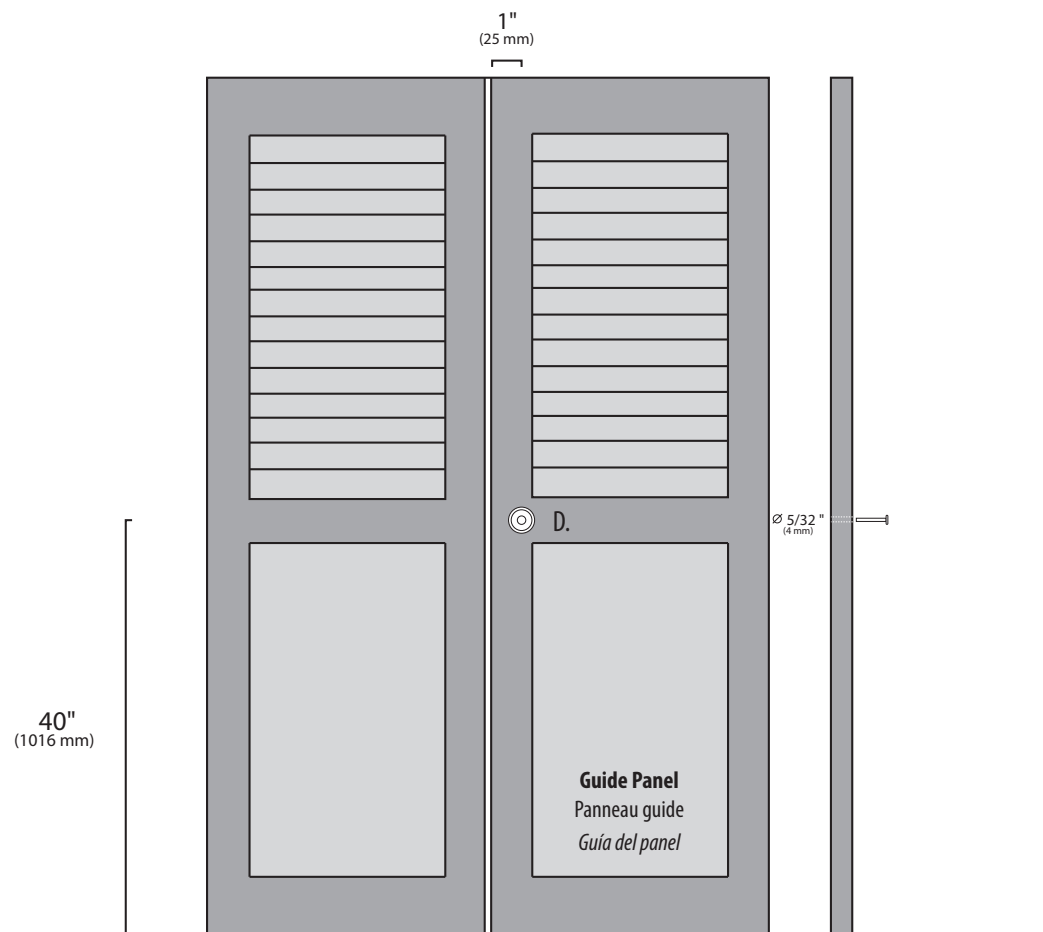 1"
(25 mm)
D.
Ø 5/32 "
(4 mm)
40"
(1016 mm)
Guide Panel
Panneau guide
Guía del panel